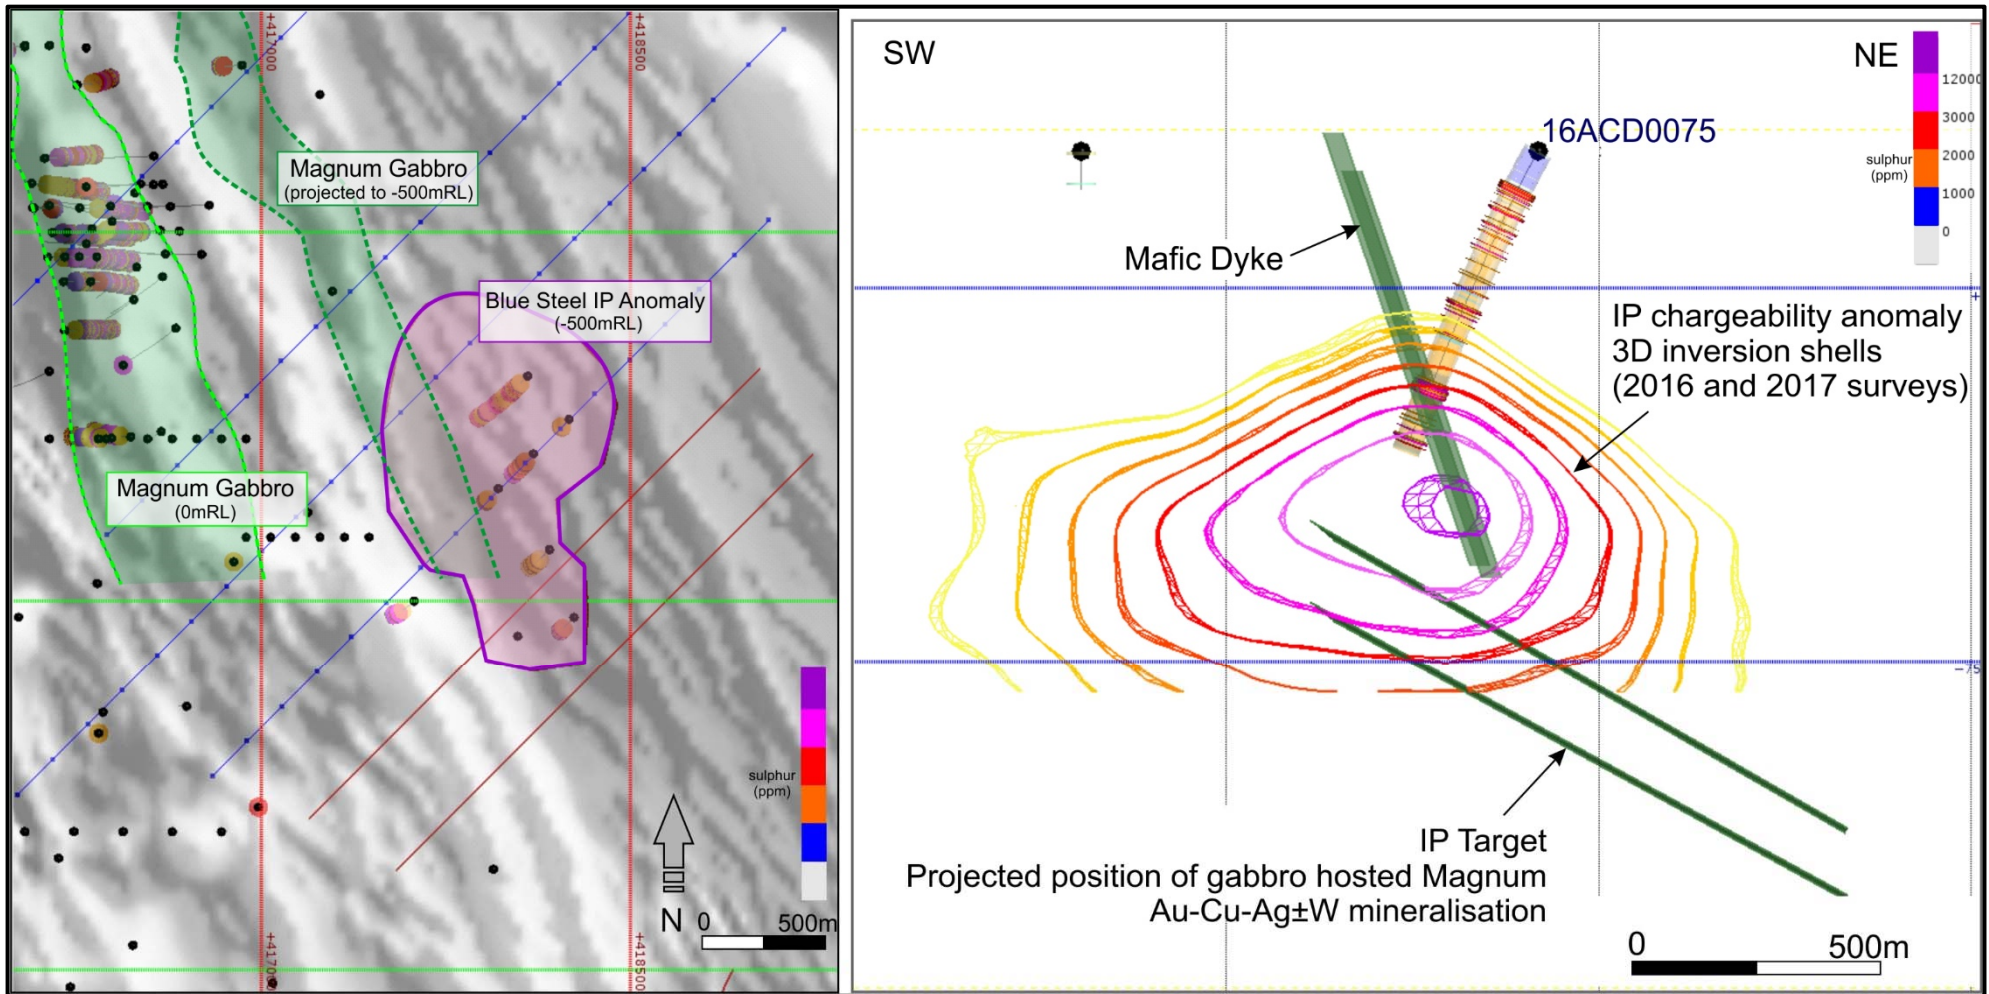 +417000
+418500
Magnum Gabbro
(projected to -500mRL)
Blue Steel IP Anomaly
(-500mRL)
Magnum Gabbro
(0mRL)
sulphur
(ppm)
N
0 500m
+418500
SW
NE
16ACD0075
12000
3000
2000
1000
0
sulphur
(ppm)
Mafic Dyke
IP chargeability anomaly
3D inversion shells
(2016 and 2017 surveys)
IP Target
Projected position of gabbro hosted Magnum
Au-Cu-Ag±W mineralisation
0 500m